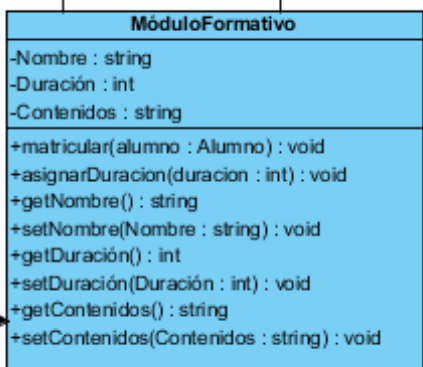 MóduloFormativo
-Nombre : string
-Duración : int
-Contenidos : string
+matricular(alumno : Alumno) : void
+asignarDuracion(duracion : int) : void
+getNombre() : string
+setNombre(Nombre : string) : void
+getDuración() : int
+setDuración(Duración : int) : void
+getContenidos() : string
+setContenidos(Contenidos : string) : void